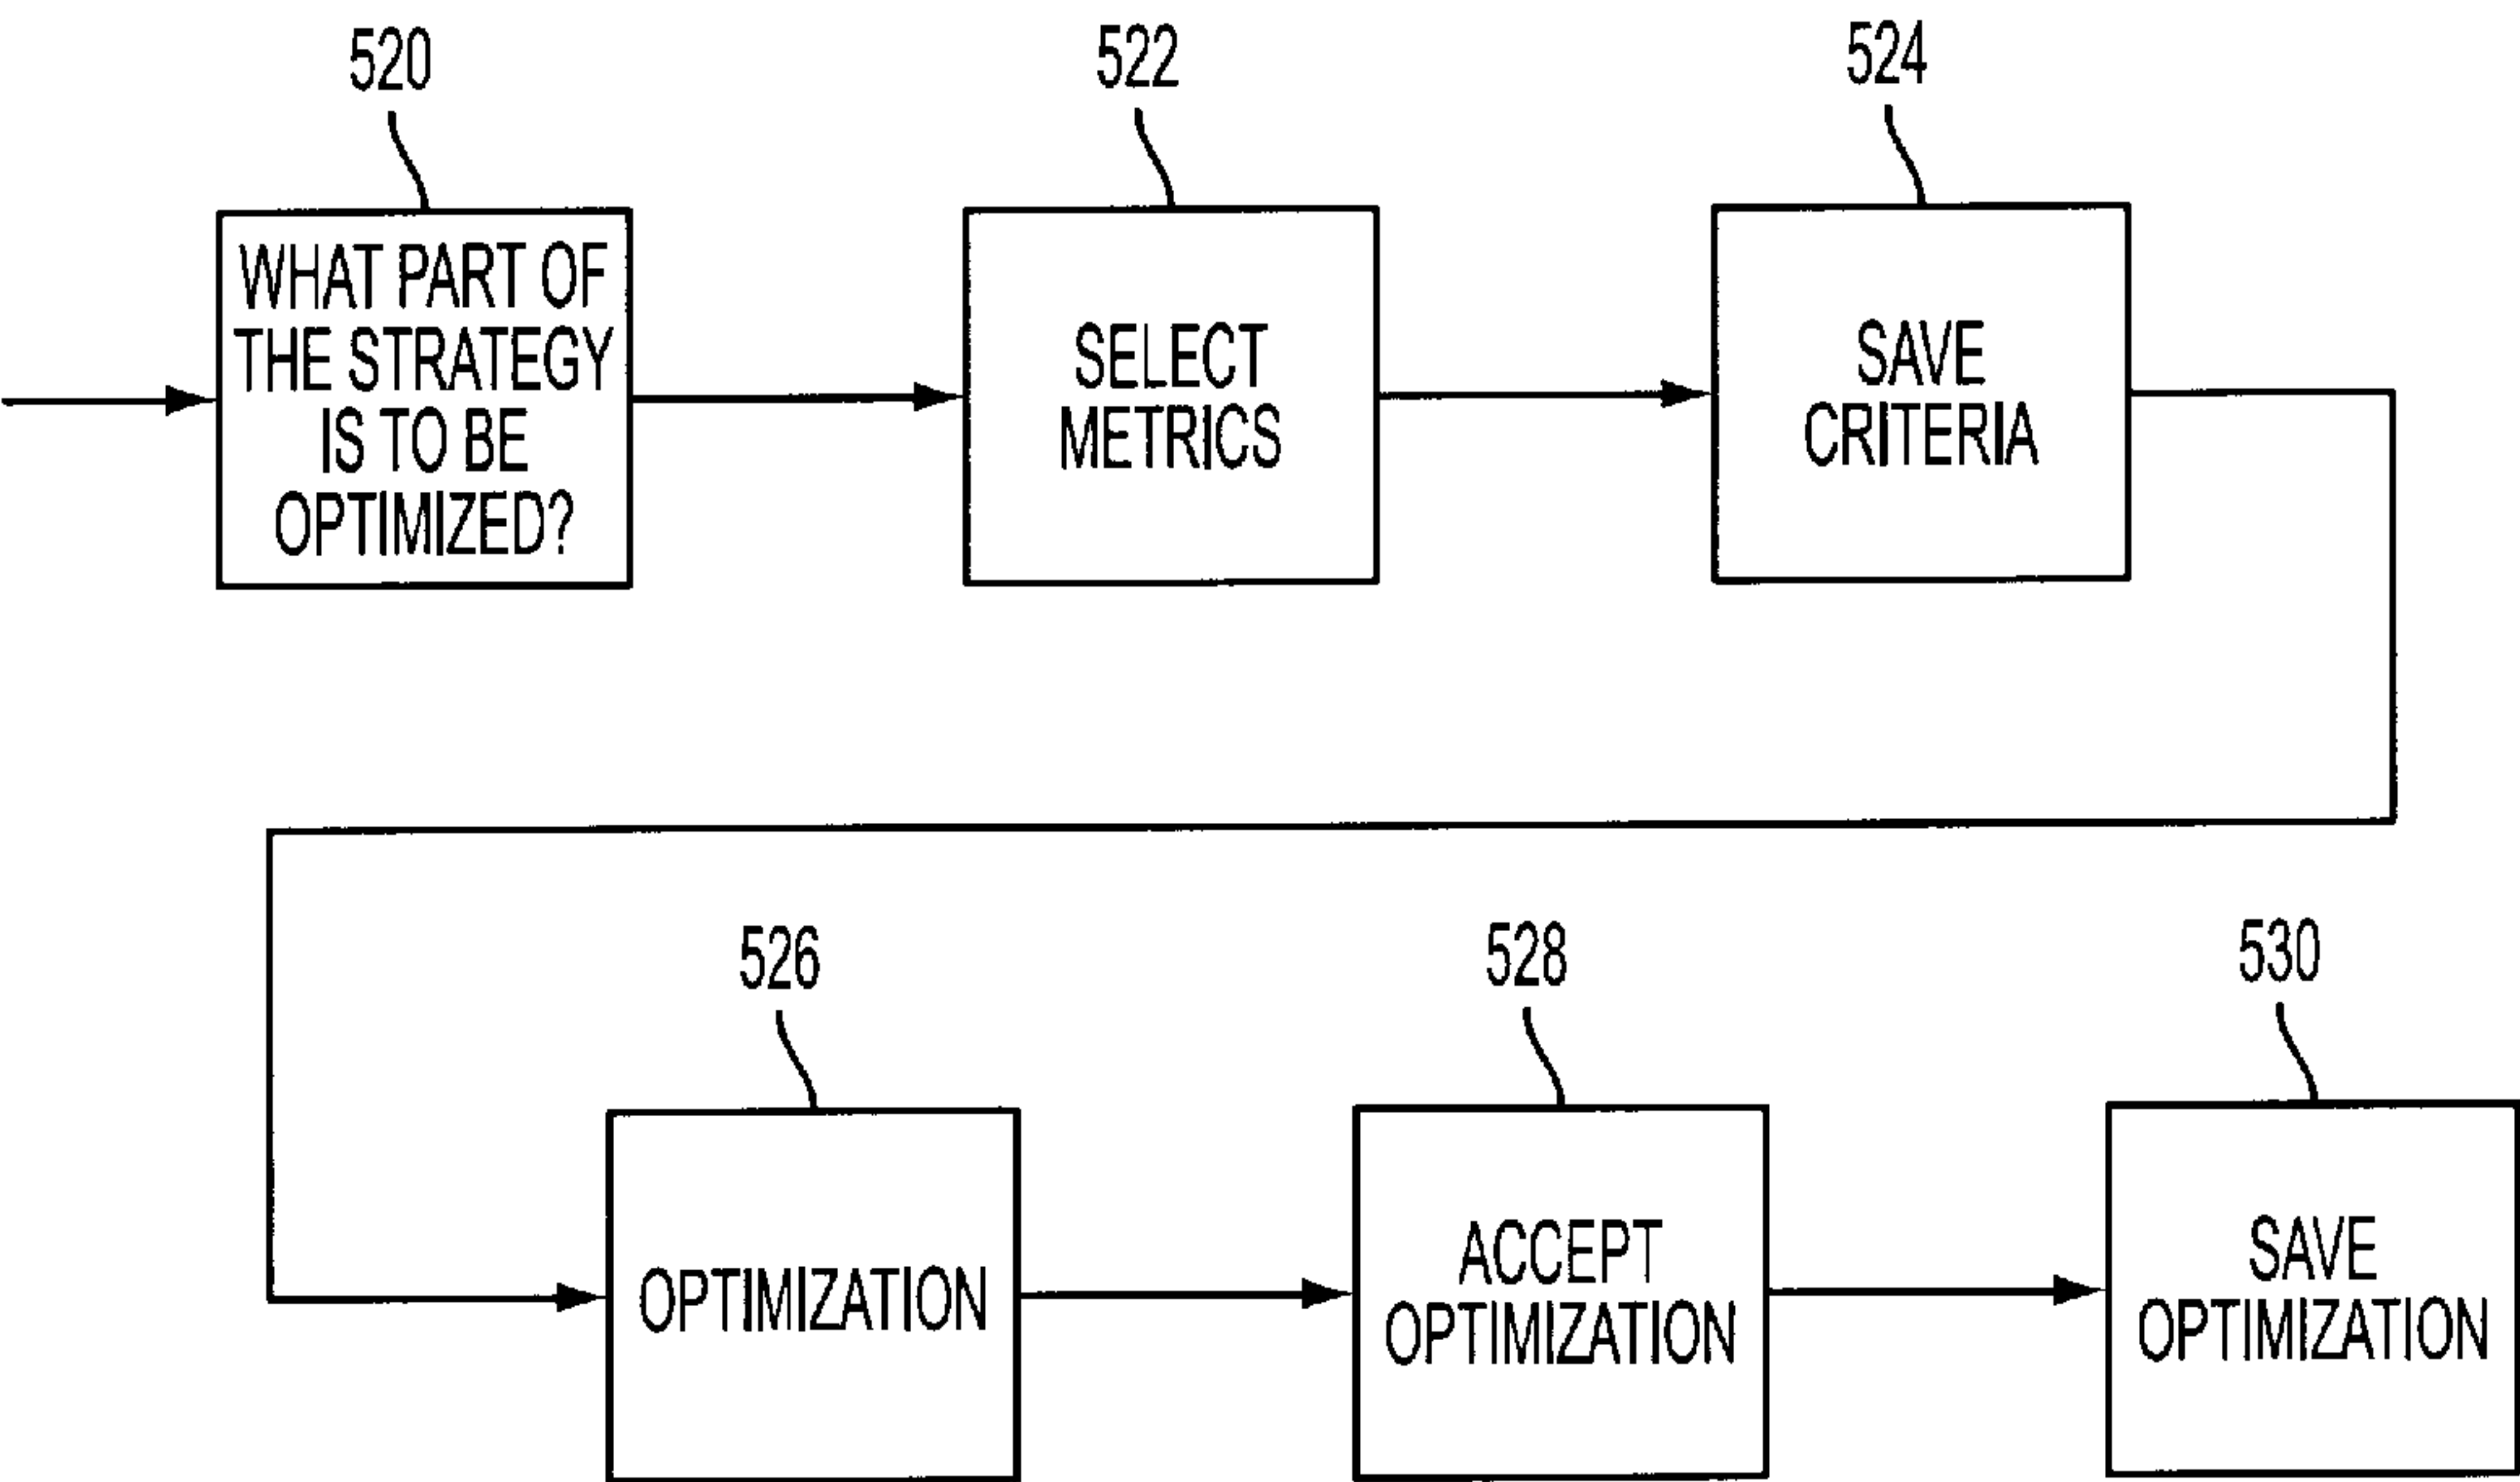 520
WHAT PART OF
THE STRATEGY
IS TO BE
OPTIMIZED?
522
SELECT
METRICS
524
SAVE
CRITERIA
526
OPTIMIZATION
528
ACCEPT
OPTIMIZATION
530
SAVE
OPTIMIZATION